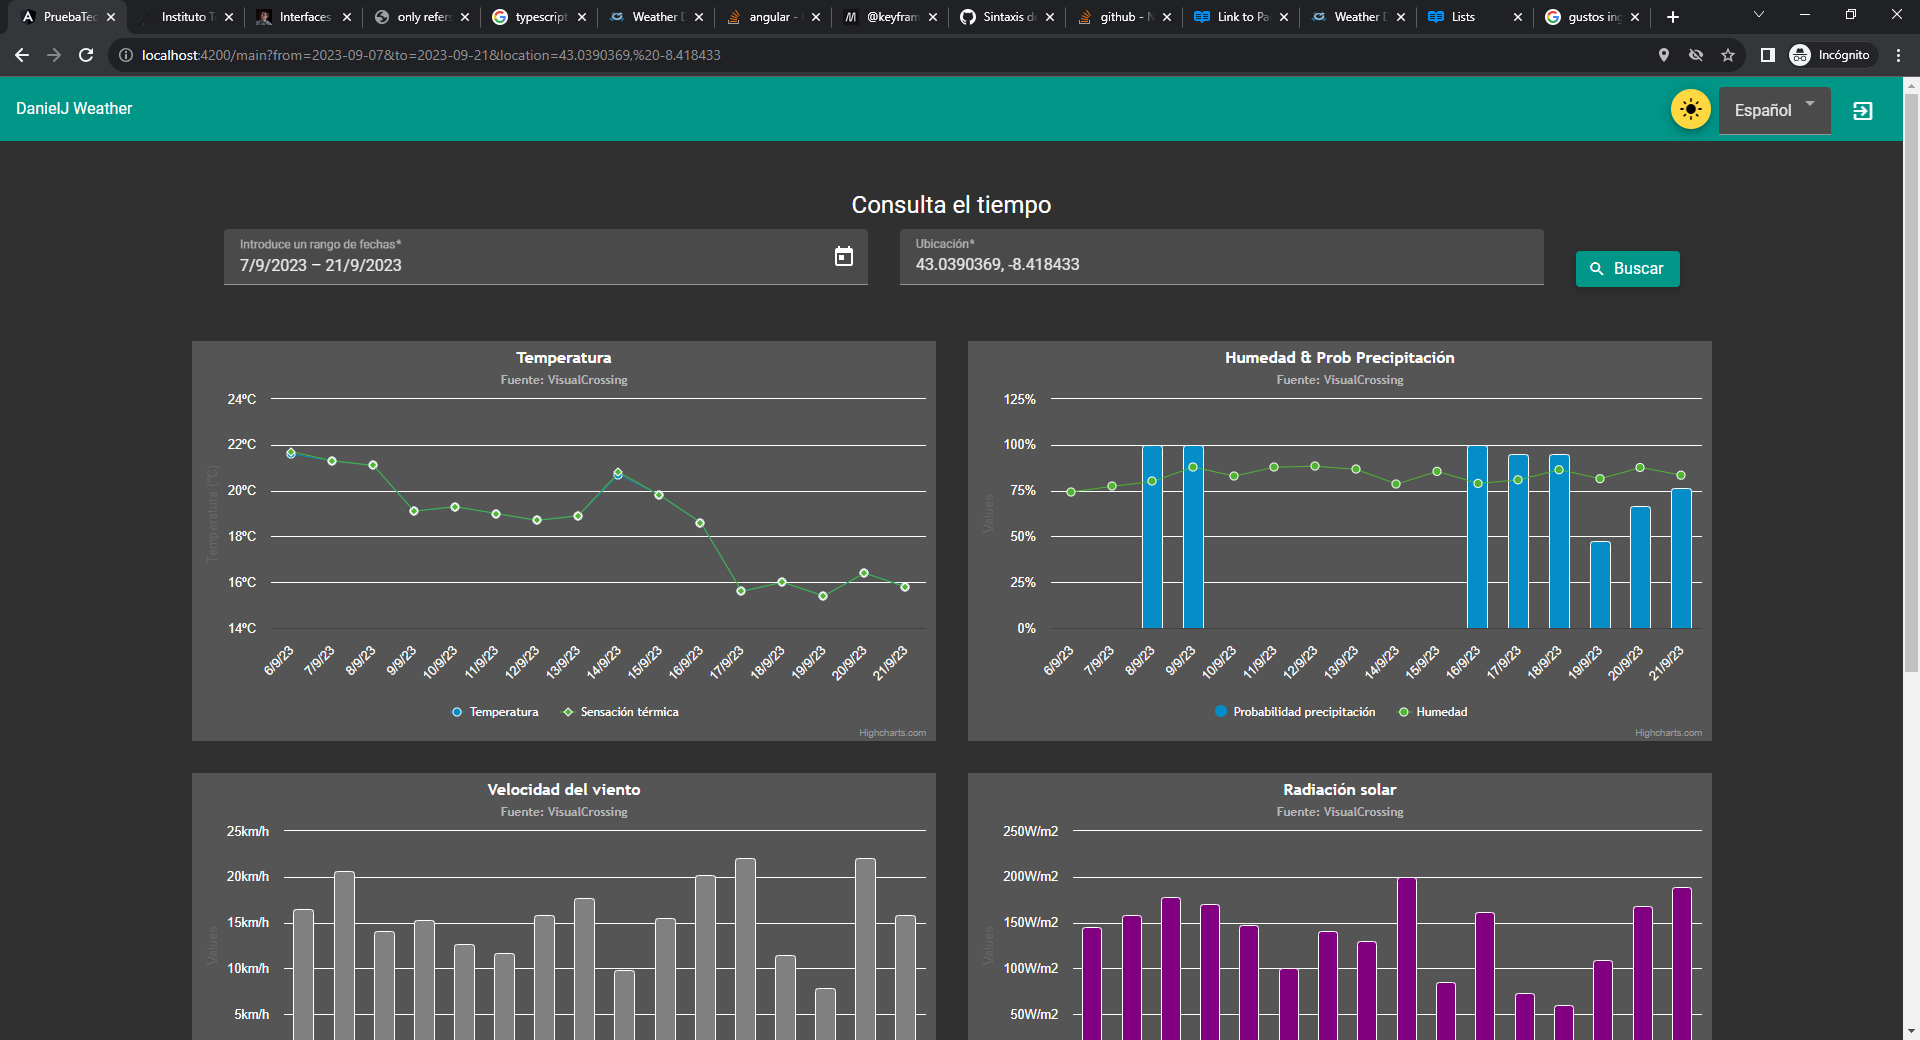 PruebaTec
Instituto T
Interfaces
only refers
typescript
Weather D
angular -
@keyfram
Sintaxis de
github - N
Link to Pa
Weather D
Lists
gustos ing
localhost:4200/main?from=2023-09-07&to=2023-09-21&location=43.0390369,%20-8.418433
Incógnito
DanielJ Weather
Español
Consulta el tiempo
Introduce un rango de fechas*
7/9/2023 – 21/9/2023
Ubicación*
43.0390369, -8.418433
Buscar
Temperatura
Fuente: VisualCrossing
Temperatura (°C)
24ºC
22ºC
20ºC
18ºC
16ºC
14ºC
6/9/23
7/9/23
8/9/23
9/9/23
10/9/23
11/9/23
12/9/23
13/9/23
14/9/23
15/9/23
16/9/23
17/9/23
18/9/23
19/9/23
20/9/23
21/9/23
Temperatura
Sensación térmica
Highcharts.com
Humedad & Prob Precipitación
Fuente: VisualCrossing
Values
125%
100%
75%
50%
25%
0%
6/9/23
7/9/23
8/9/23
9/9/23
10/9/23
11/9/23
12/9/23
13/9/23
14/9/23
15/9/23
16/9/23
17/9/23
18/9/23
19/9/23
20/9/23
21/9/23
Probabilidad precipitación
Humedad
Highcharts.com
Velocidad del viento
Fuente: VisualCrossing
Values
25km/h
20km/h
15km/h
10km/h
5km/h
Radiación solar
Fuente: VisualCrossing
Values
250W/m2
200W/m2
150W/m2
100W/m2
50W/m2